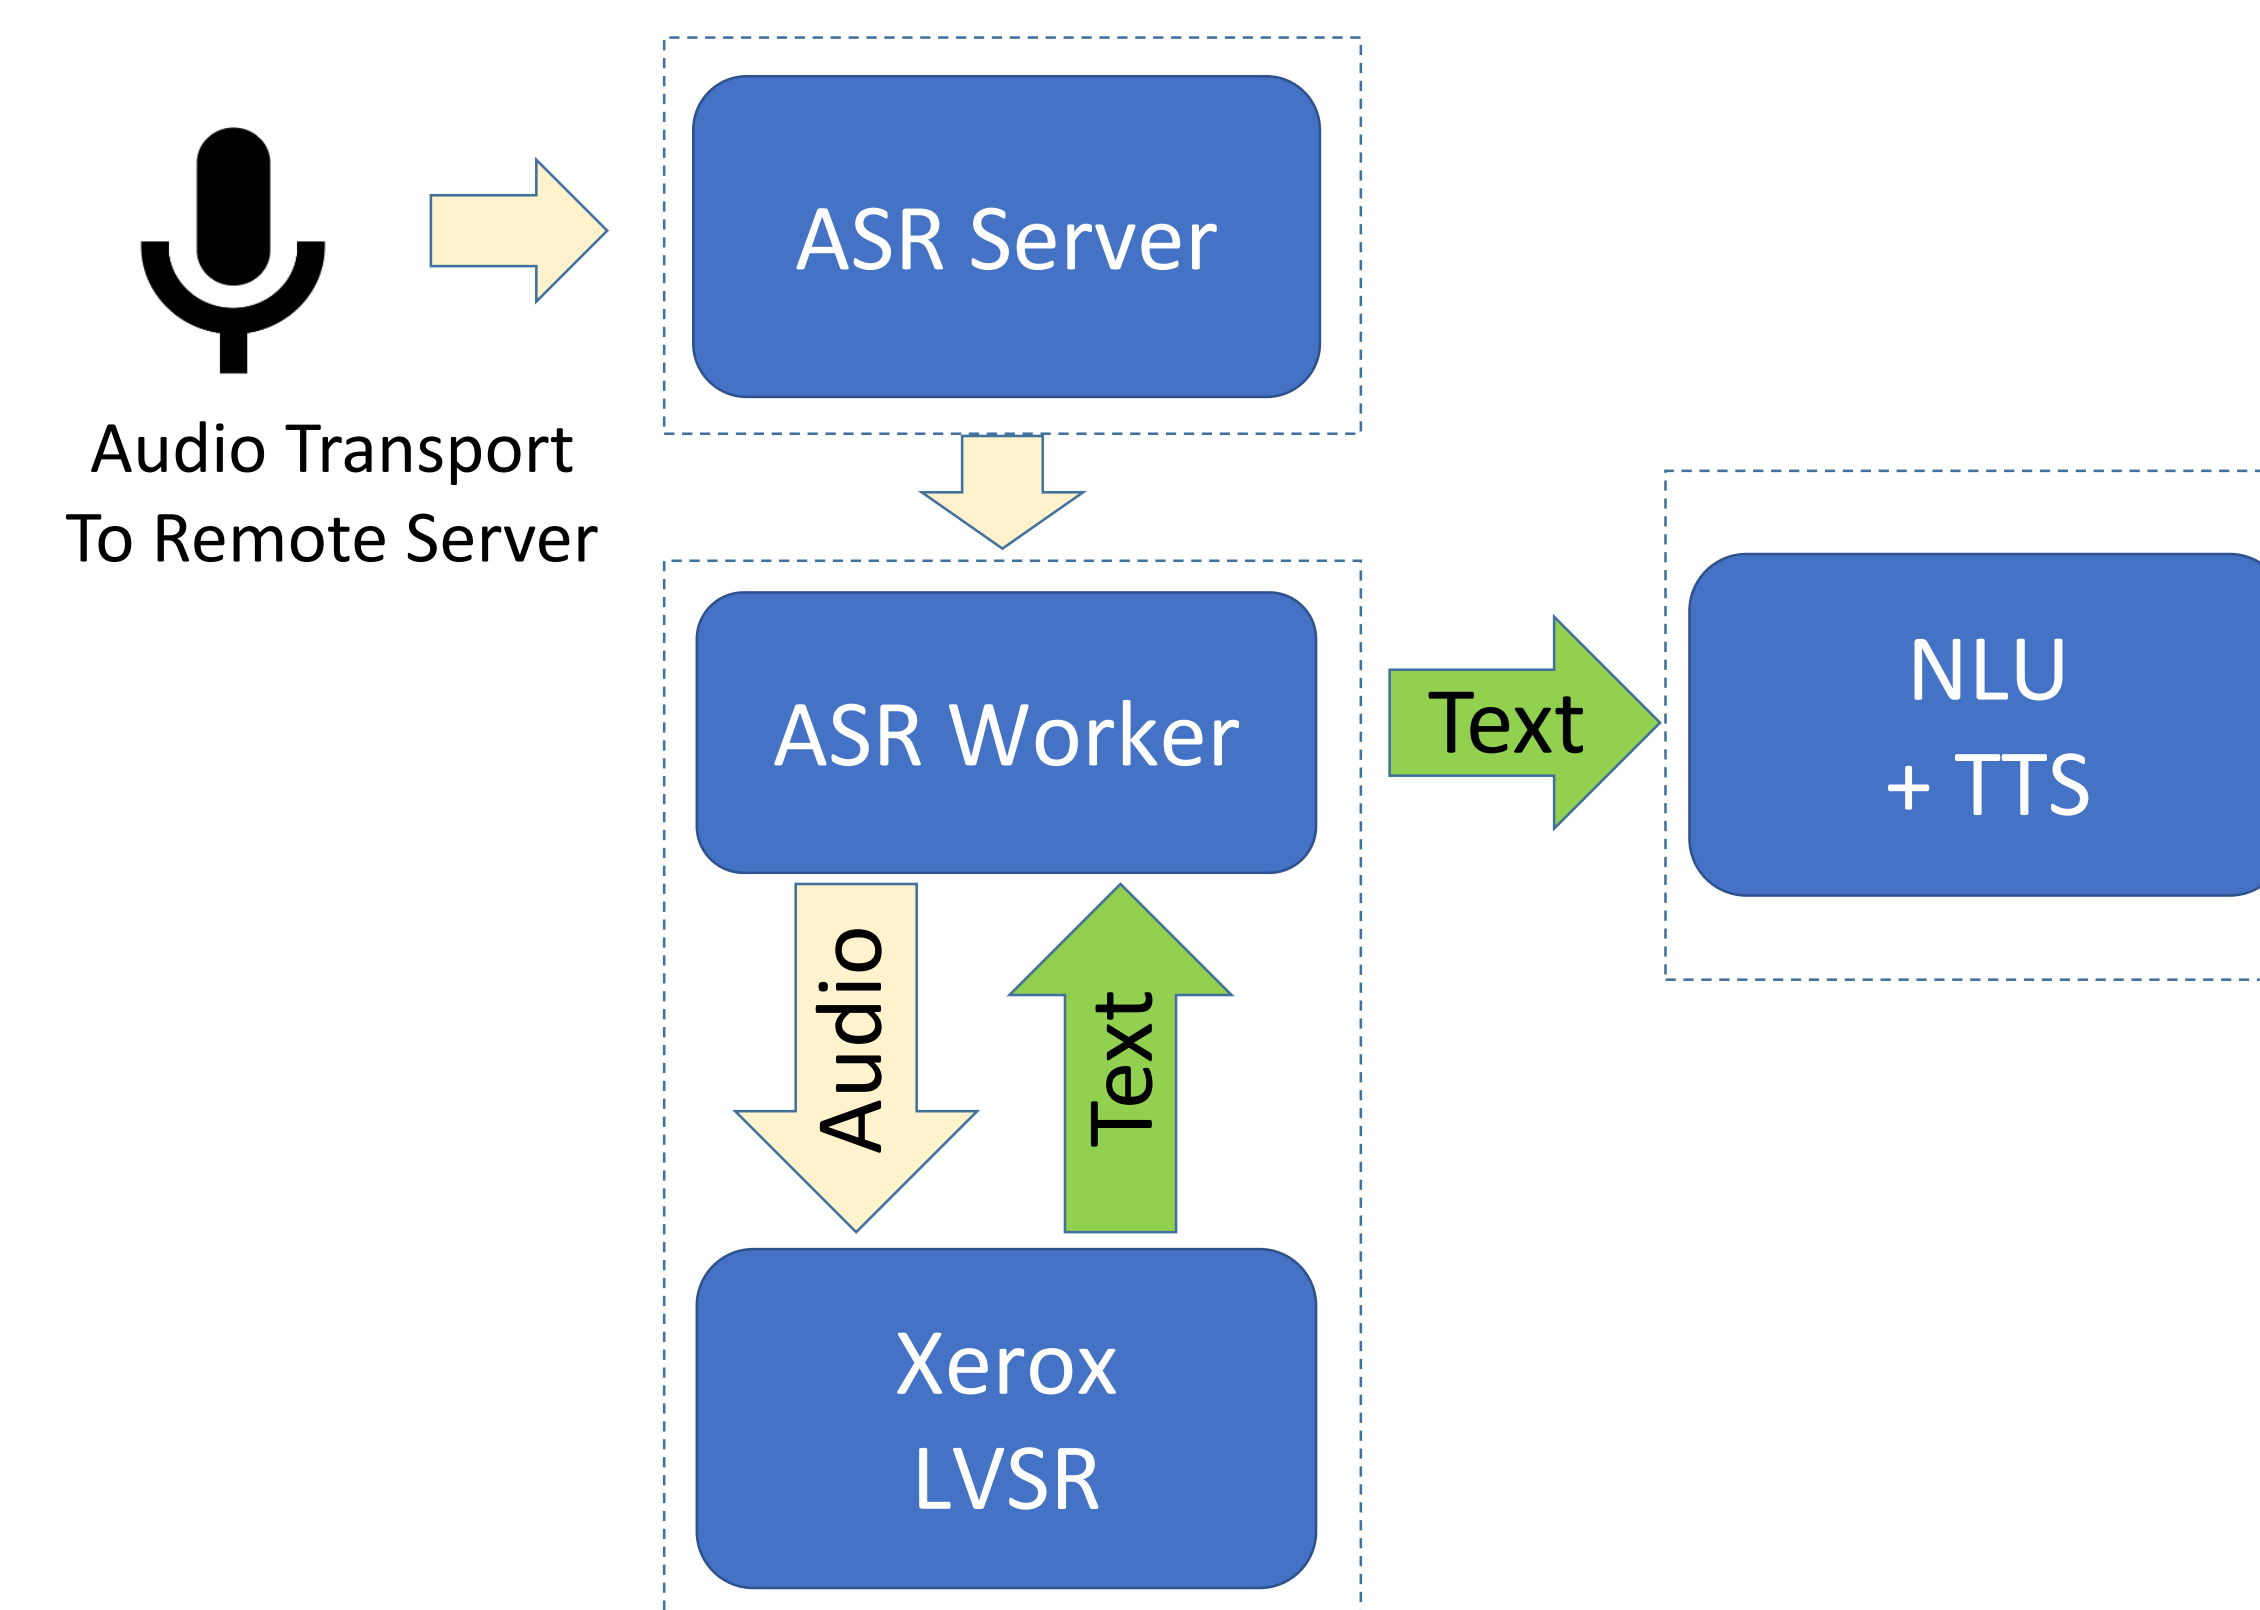 ASR Server
Audio Transport
To Remote Server
ASR Worker
Text
NLU
+ TTS
Audio
Text
Xerox
LVSR